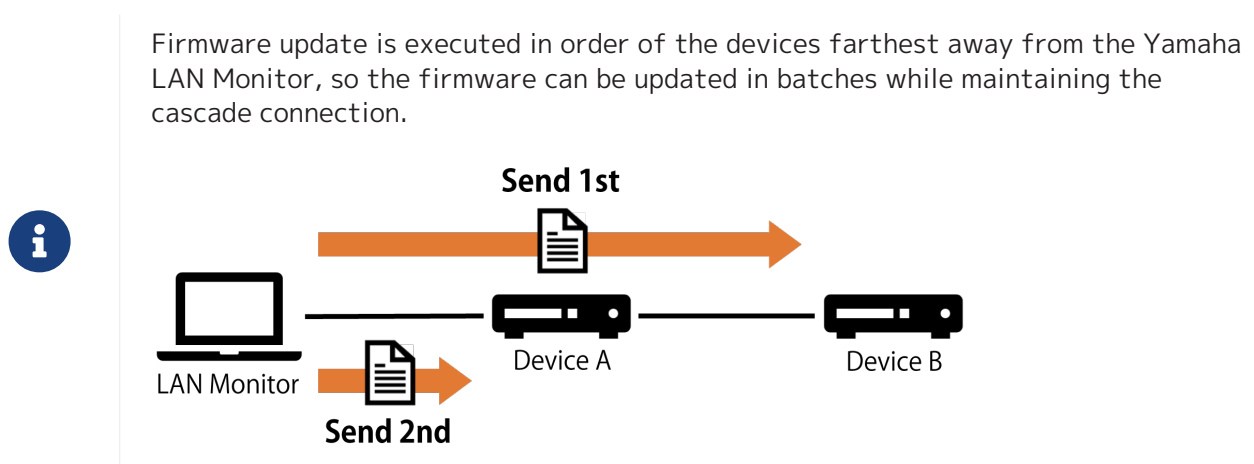 Firmware update is executed in order of the devices farthest away from the Yamaha
LAN Monitor, so the firmware can be updated in batches while maintaining the
cascade connection.
Send 1st
Device A
Device B
LAN Monitor
Send 2nd